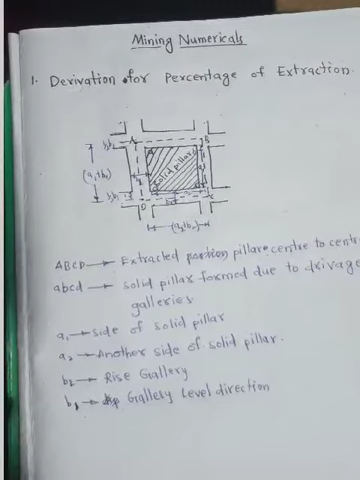 Mining Numericals
1. Derivation for Percentage of Extraction.
A
B
solid pillar
(a1+b1)
D
C
(a2+b2)
ABCD → Extracted portion pillar centre to centr
abcd → solid pillar formed due to drivage
galleries
a1 → side of solid pillar
a2 → Another side of solid pillar.
b2 → Rise Gallery
b1 → Gallery Level direction